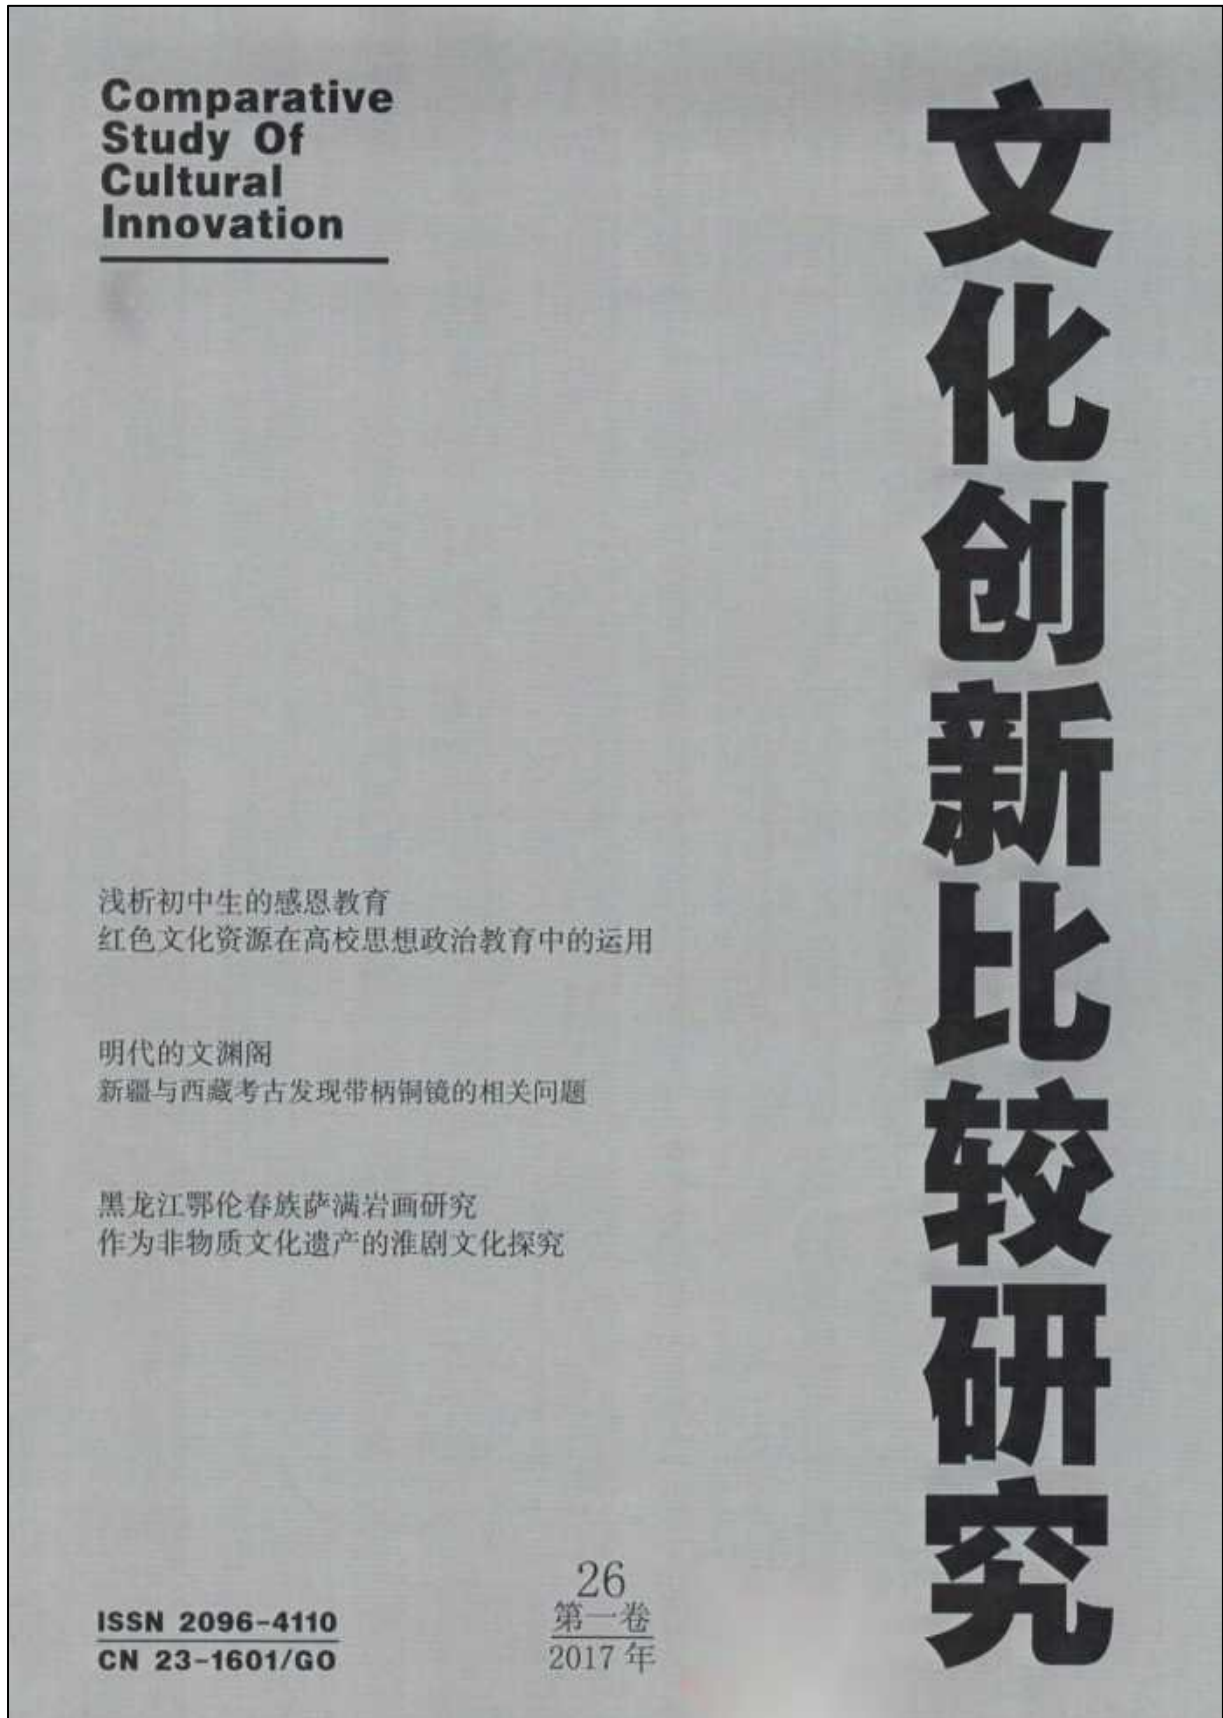 Comparative
Study Of
Cultural
Innovation
文化创新比较研究
浅析初中生的感恩教育
红色文化资源在高校思想政治教育中的运用
明代的文渊阁
新疆与西藏考古发现带柄铜镜的相关问题
黑龙江鄂伦春族萨满岩画研究
作为非物质文化遗产的淮剧文化探究
ISSN 2096-4110
CN 23-1601/GO
26
第一卷
2017 年